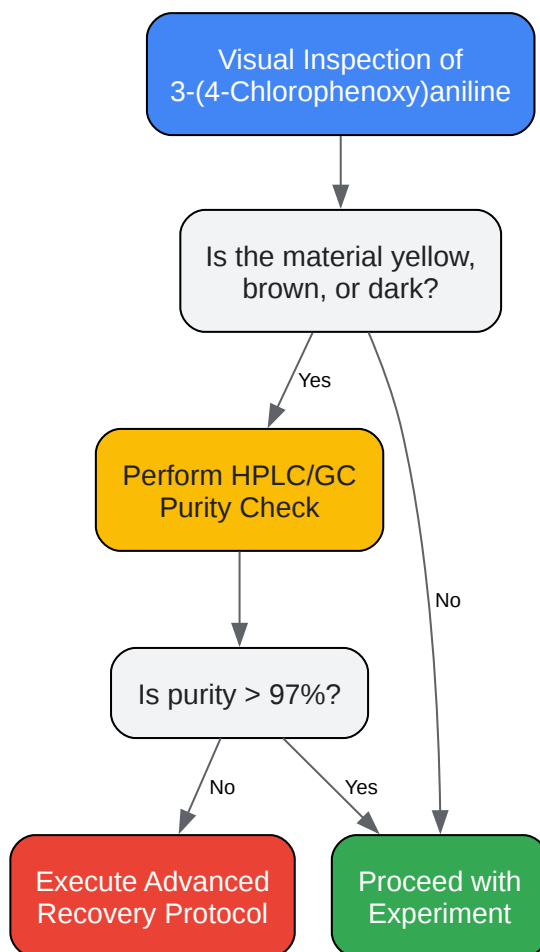 Visual Inspection of
3-(4-Chlorophenoxy)aniline
Is the material yellow,
brown, or dark?
Yes
Perform HPLC/GC
Purity Check
No
Is purity > 97%?
No
Yes
Execute Advanced
Recovery Protocol
Proceed with
Experiment